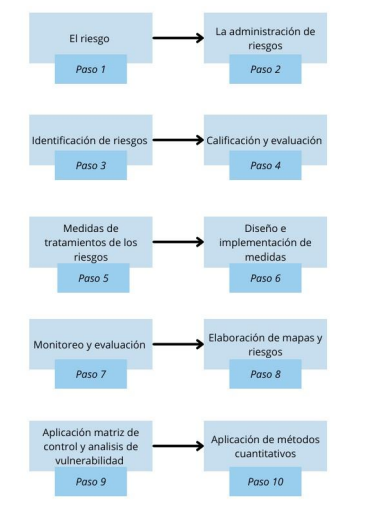 El riesgo
Paso 1
La administración de
riesgos
Paso 2
Identificación de riesgos
Paso 3
Calificación y evaluación
Paso 4
Medidas de
tratamientos de los
riesgos
Paso 5
Diseño e
implementación de
medidas
Paso 6
Monitoreo y evaluación
Paso 7
Elaboración de mapas y
riesgos
Paso 8
Aplicación matriz de
control y analisis de
vulnerabilidad
Paso 9
Aplicación de métodos
cuantitativos
Paso 10